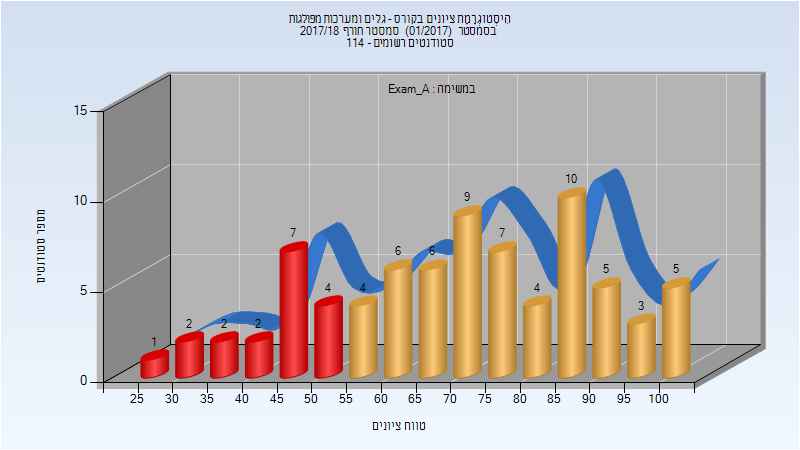 היסטוגרמת ציונים בקורס - גלים ומערכות מפולגות
בסמסטר (01/2017) סמסטר חורף 2017/18
סטודנטים רשומים - 114
במשימה : Exam_A
מספר סטודנטים
15
10
5
0
1
2
2
2
7
4
4
6
6
9
7
4
10
5
3
5
25 30 35 40 45 50 55 60 65 70 75 80 85 90 95 100
טווח ציונים